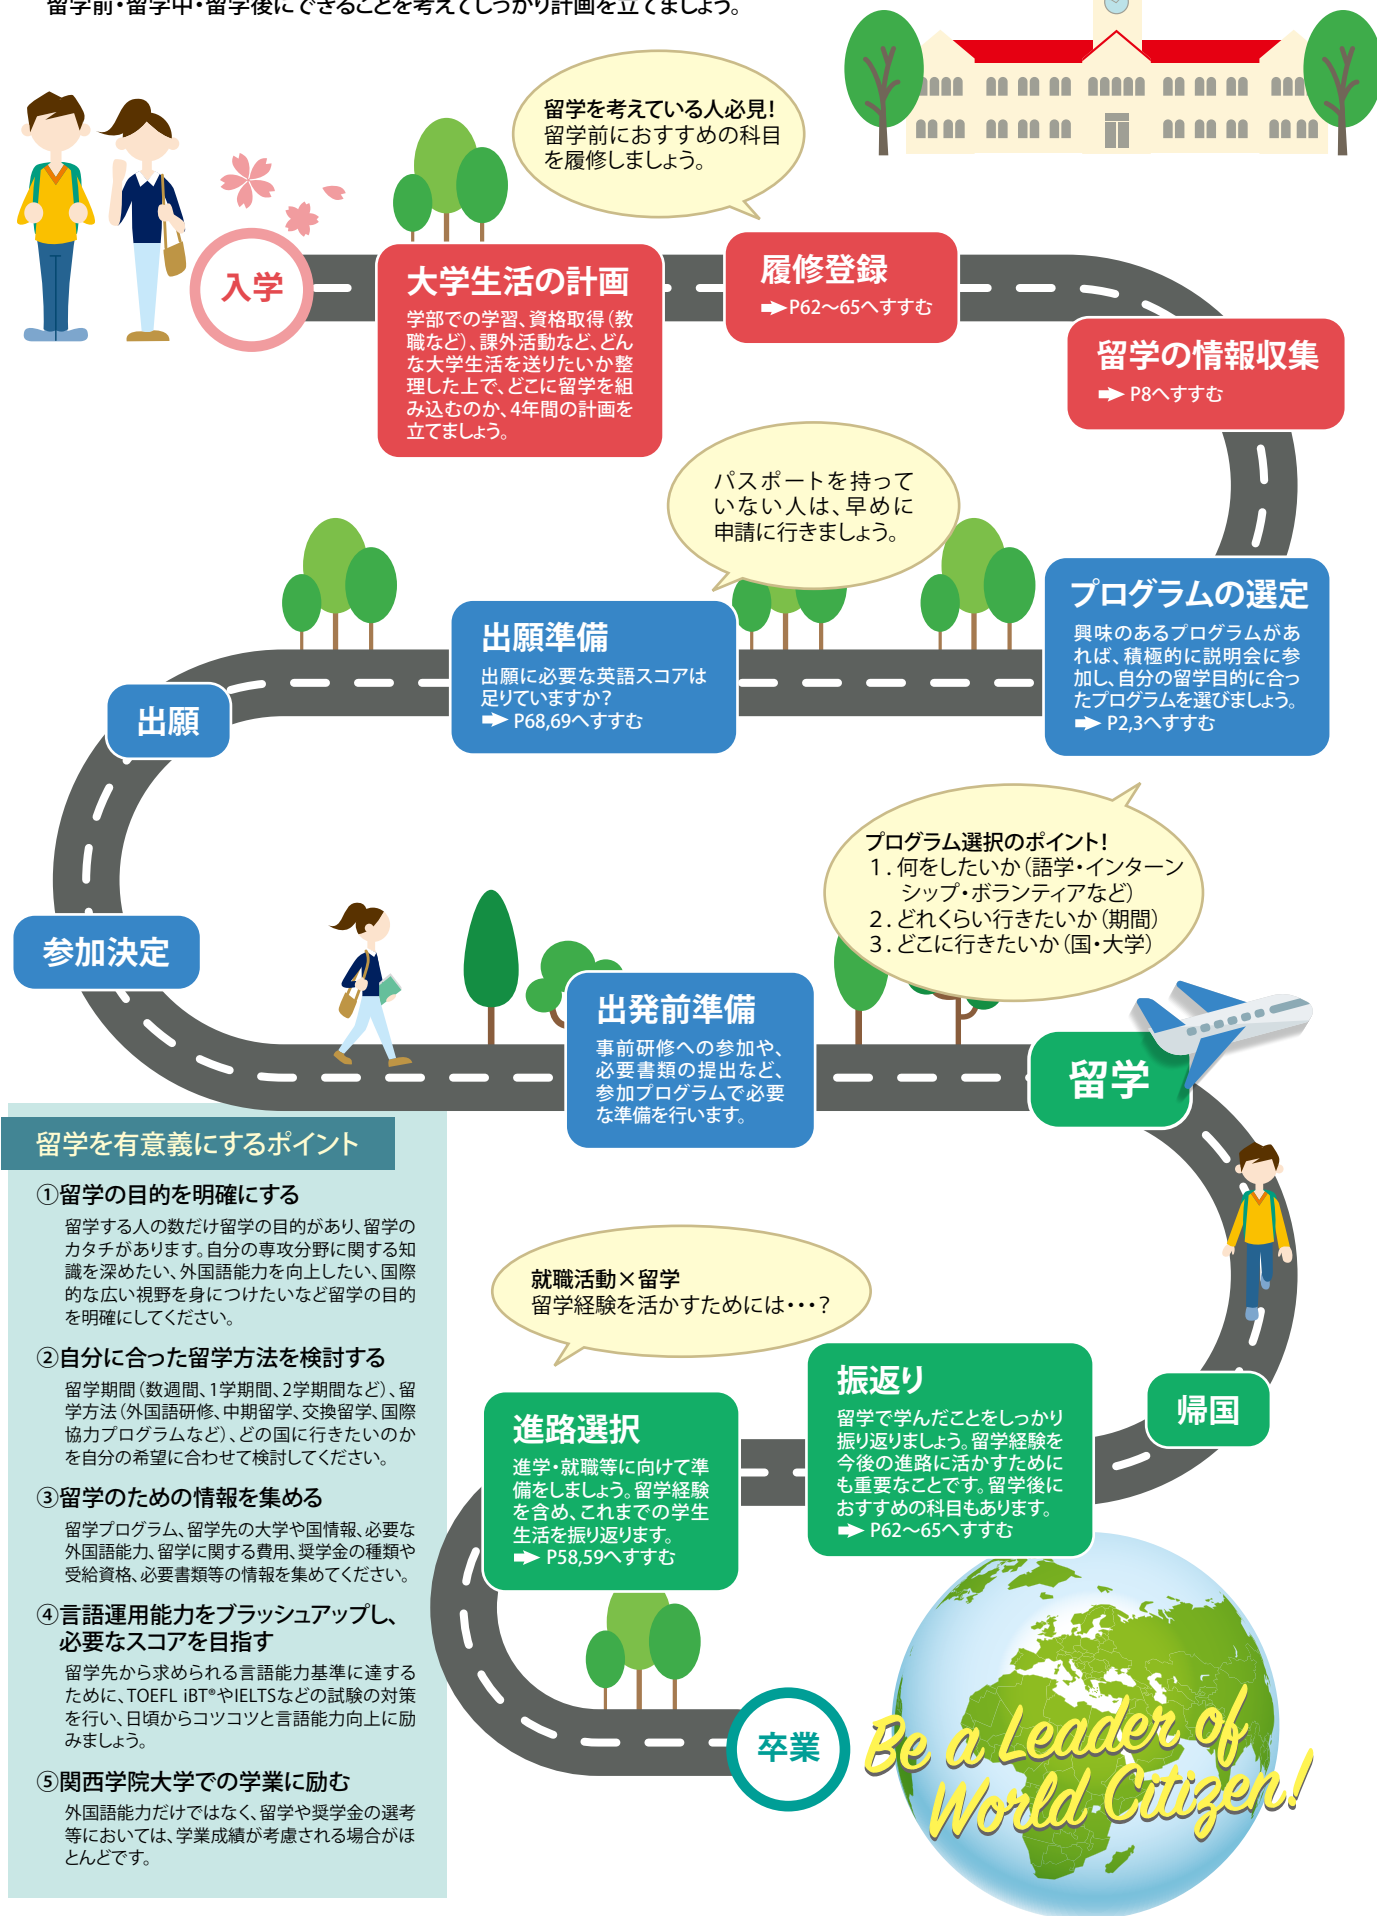 留学前・留学中・留学後にできることを考えてしっかり計画を立てましょう。
留学を考えている人必見！
留学前におすすめの科目
を履修しましょう。
入学
大学生活の計画
学部での学習、資格取得（教
職など）、課外活動など、どん
な大学生活を送りたいか整
理した上で、どこに留学を組
み込むのか、4年間の計画を
立てましょう。
履修登録
➡P62〜65へすすむ
留学の情報収集
➡ P8へすすむ
パスポートを持って
いない人は、早めに
申請に行きましょう。
プログラムの選定
興味のあるプログラムがあ
れば、積極的に説明会に参
加し、自分の留学目的に合っ
たプログラムを選びましょう。
➡ P2,3へすすむ
出願準備
出願に必要な英語スコアは
足りていますか？
➡ P68,69へすすむ
出願
プログラム選択のポイント！
1．何をしたいか（語学・インターン
シップ・ボランティアなど）
2．どれくらい行きたいか（期間）
3．どこに行きたいか（国・大学）
参加決定
出発前準備
事前研修への参加や、
必要書類の提出など、
参加プログラムで必要
な準備を行います。
留学
帰国
振返り
留学で学んだことをしっかり
振り返りましょう。留学経験を
今後の進路に活かすために
も重要なことです。留学後に
おすすめの科目もあります。
➡ P62〜65へすすむ
就職活動×留学
留学経験を活かすためには・・・？
進路選択
進学・就職等に向けて準
備をしましょう。留学経験
を含め、これまでの学生
生活を振り返ります。
➡ P58,59へすすむ
卒業
Be a Leader of
World Citizen!
留学を有意義にするポイント
①留学の目的を明確にする
留学する人の数だけ留学の目的があり、留学の
カタチがあります。自分の専攻分野に関する知
識を深めたい、外国語能力を向上したい、国際
的な広い視野を身につけたいなど留学の目的
を明確にしてください。
②自分に合った留学方法を検討する
留学期間（数週間、1学期間、2学期間など）、留
学方法（外国語研修、中期留学、交換留学、国際
協力プログラムなど）、どの国に行きたいのか
を自分の希望に合わせて検討してください。
③留学のための情報を集める
留学プログラム、留学先の大学や国情報、必要な
外国語能力、留学に関する費用、奨学金の種類や
受給資格、必要書類等の情報を集めてください。
④言語運用能力をブラッシュアップし、
必要なスコアを目指す
留学先から求められる言語能力基準に達する
ために、TOEFL iBT®やIELTSなどの試験の対策
を行い、日頃からコツコツと言語能力向上に励
みましょう。
⑤関西学院大学での学業に励む
外国語能力だけではなく、留学や奨学金の選考
等においては、学業成績が考慮される場合がほ
とんどです。